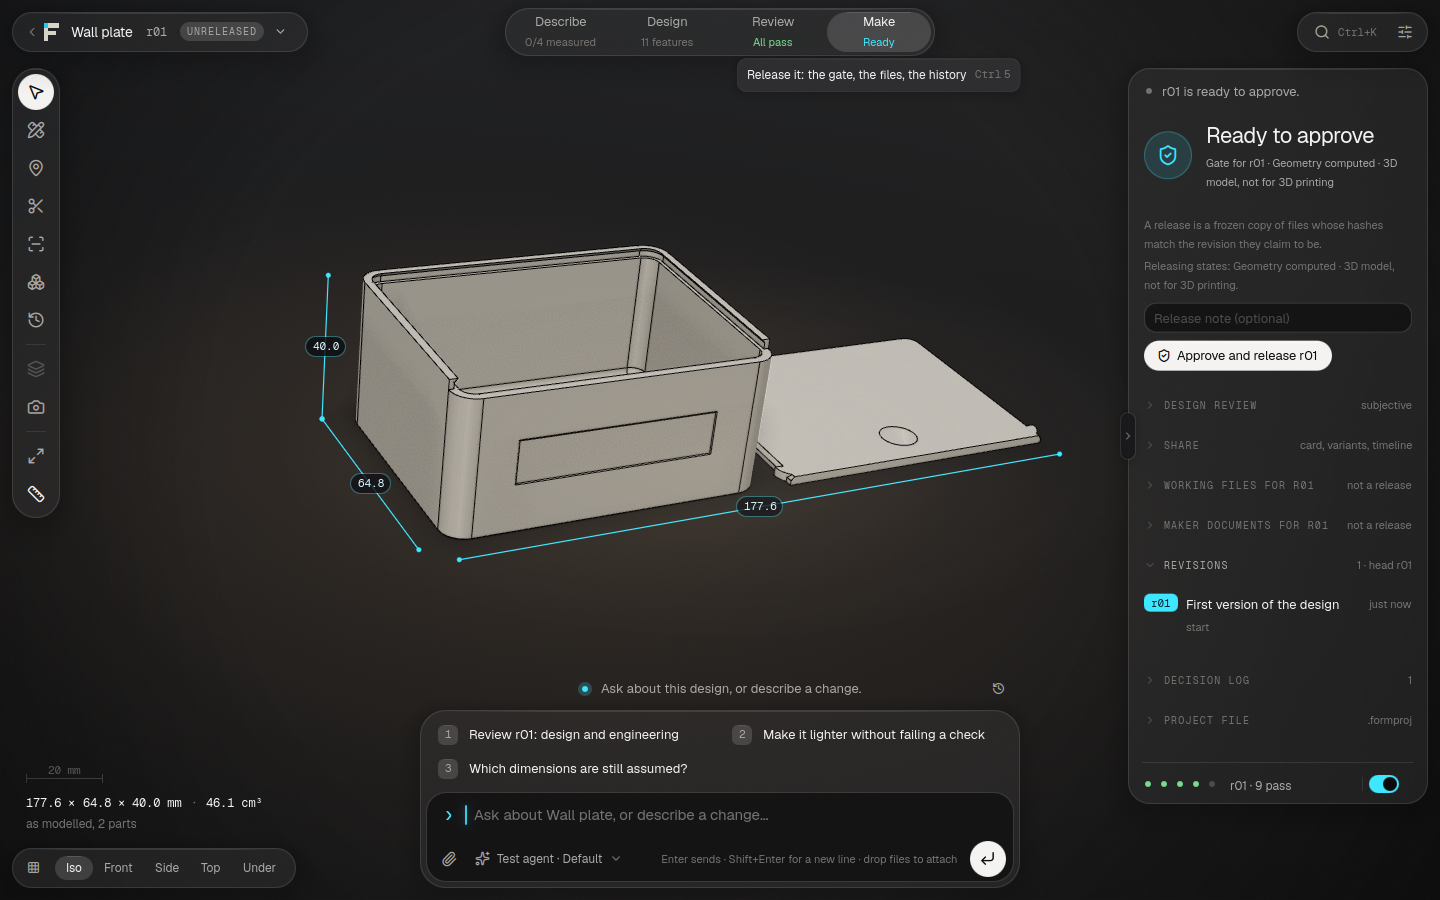 Wall plate r01 UNRELEASED
Describe
0/4 measured
Design
11 features
Review
All pass
Make
Ready
Ctrl+K
Release it: the gate, the files, the history Ctrl 5
r01 is ready to approve.
Ready to approve
Gate for r01 · Geometry computed · 3D
model, not for 3D printing
A release is a frozen copy of files whose hashes
match the revision they claim to be.
Releasing states: Geometry computed · 3D model,
not for 3D printing.
Release note (optional)
Approve and release r01
DESIGN REVIEW subjective
SHARE card, variants, timeline
WORKING FILES FOR R01 not a release
MAKER DOCUMENTS FOR R01 not a release
REVISIONS 1 · head r01
r01 First version of the design just now
start
DECISION LOG 1
PROJECT FILE .formproj
r01 · 9 pass
40.0
64.8
177.6
Ask about this design, or describe a change.
1 Review r01: design and engineering
2 Make it lighter without failing a check
3 Which dimensions are still assumed?
Ask about Wall plate, or describe a change...
Test agent · Default
Enter sends · Shift+Enter for a new line · drop files to attach
20 mm
177.6 × 64.8 × 40.0 mm · 46.1 cm³
as modelled, 2 parts
Iso Front Side Top Under